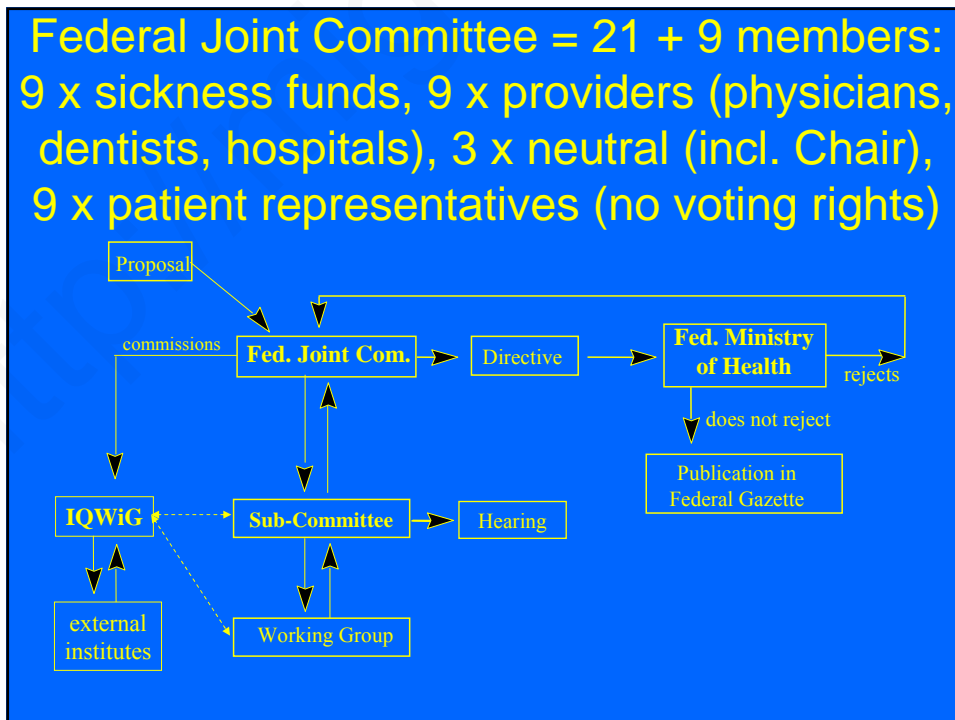 Federal Joint Committee = 21 + 9 members:
9 x sickness funds, 9 x providers (physicians,
dentists, hospitals), 3 x neutral (incl. Chair),
9 x patient representatives (no voting rights)
Proposal
commissions
Fed. Joint Com.
Directive
Fed. Ministry
of Health
rejects
does not reject
Publication in
Federal Gazette
IQWiG
Sub-Committee
Hearing
external
institutes
Working Group